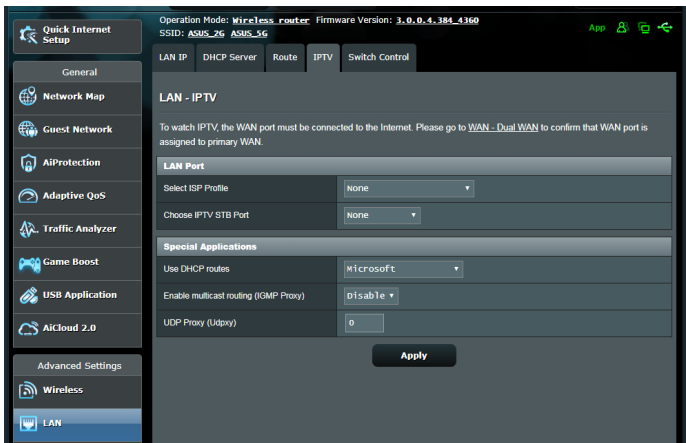 Quick Internet
Setup
Operation Mode: Wireless router Firmware Version: 3.0.0.4.384_4360
SSID: ASUS_2G ASUS_5G
App
LAN IP DHCP Server Route IPTV Switch Control
General
Network Map
Guest Network
AiProtection
Adaptive QoS
Traffic Analyzer
Game Boost
USB Application
AiCloud 2.0
Advanced Settings
Wireless
LAN
LAN - IPTV
To watch IPTV, the WAN port must be connected to the Internet. Please go to WAN - Dual WAN to confirm that WAN port is
assigned to primary WAN.
LAN Port
Select ISP Profile None
Choose IPTV STB Port None
Special Applications
Use DHCP routes Microsoft
Enable multicast routing (IGMP Proxy) Disable
UDP Proxy (Udpxy) 0
Apply